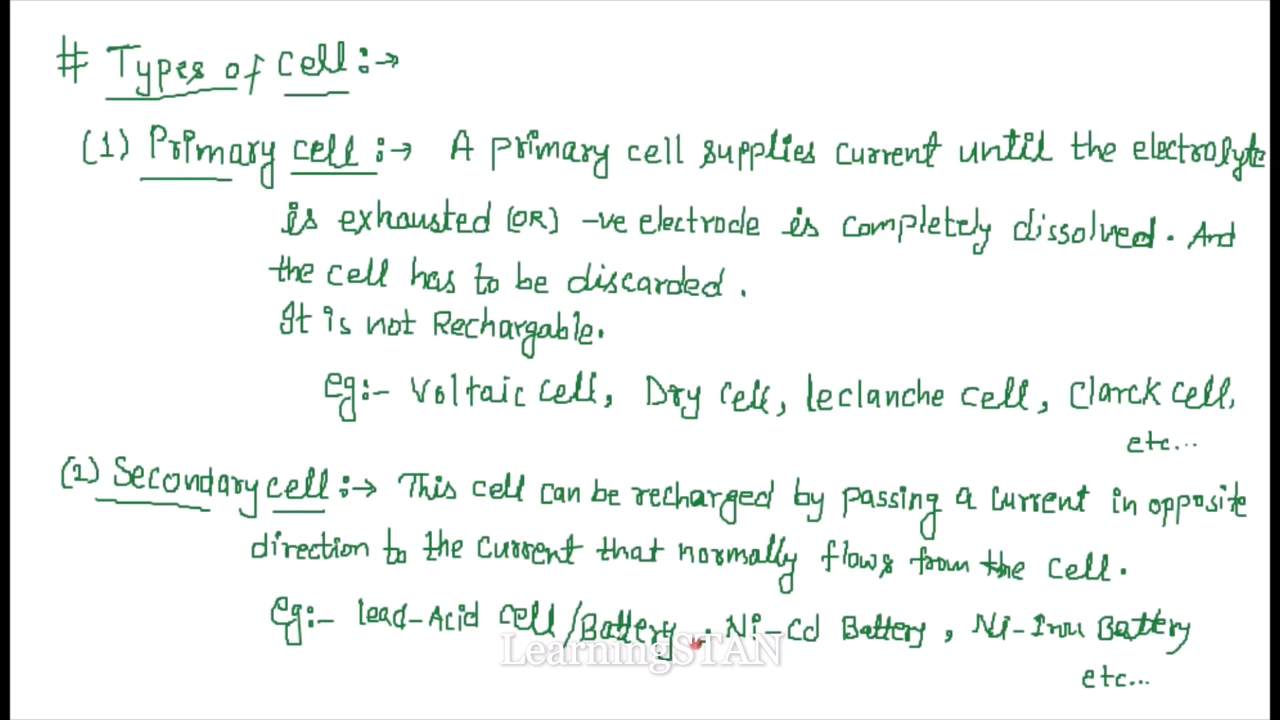 # Types of cell :→
(1) Primary cell :→ A primary cell supplies current until the electrolyte
is exhausted (OR) -ve electrode is completely dissolved. And
the cell has to be discarded.
It is not Rechargable.
eg:- Voltaic cell, Dry cell, Leclanche cell, Clarck cell,
etc...
(2) Secondary cell :→ This cell can be recharged by passing a current in opposite
direction to the current that normally flows from the cell.
eg:- Lead-Acid cell/Battery, Ni-Cd Battery, Ni-Iron Battery
LearningSTAN
etc...